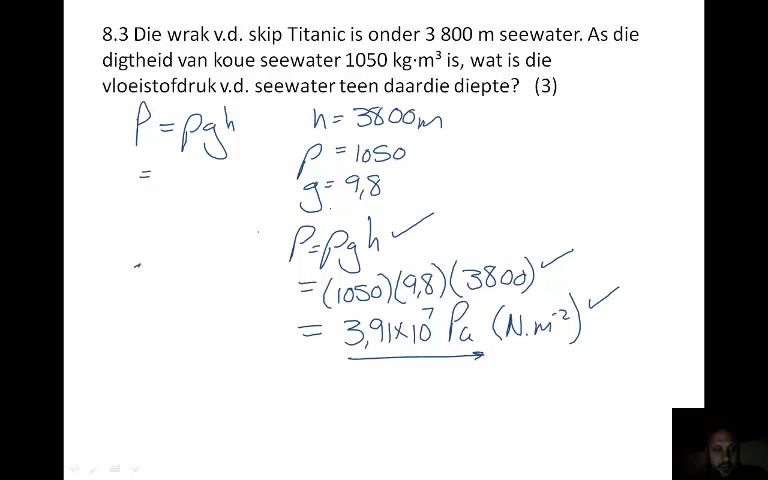 8.3 Die wrak v.d. skip Titanic is onder 3 800 m seewater. As die
digtheid van koue seewater 1050 kg·m³ is, wat is die
vloeistofdruk v.d. seewater teen daardie diepte? (3)
P = ρgh
h = 3800m
=
ρ = 1050
g = 9,8
P = ρgh ✓
= (1050)(9,8)(3800) ✓
= 3,91×10⁷ Pa (N.m⁻²) ✓